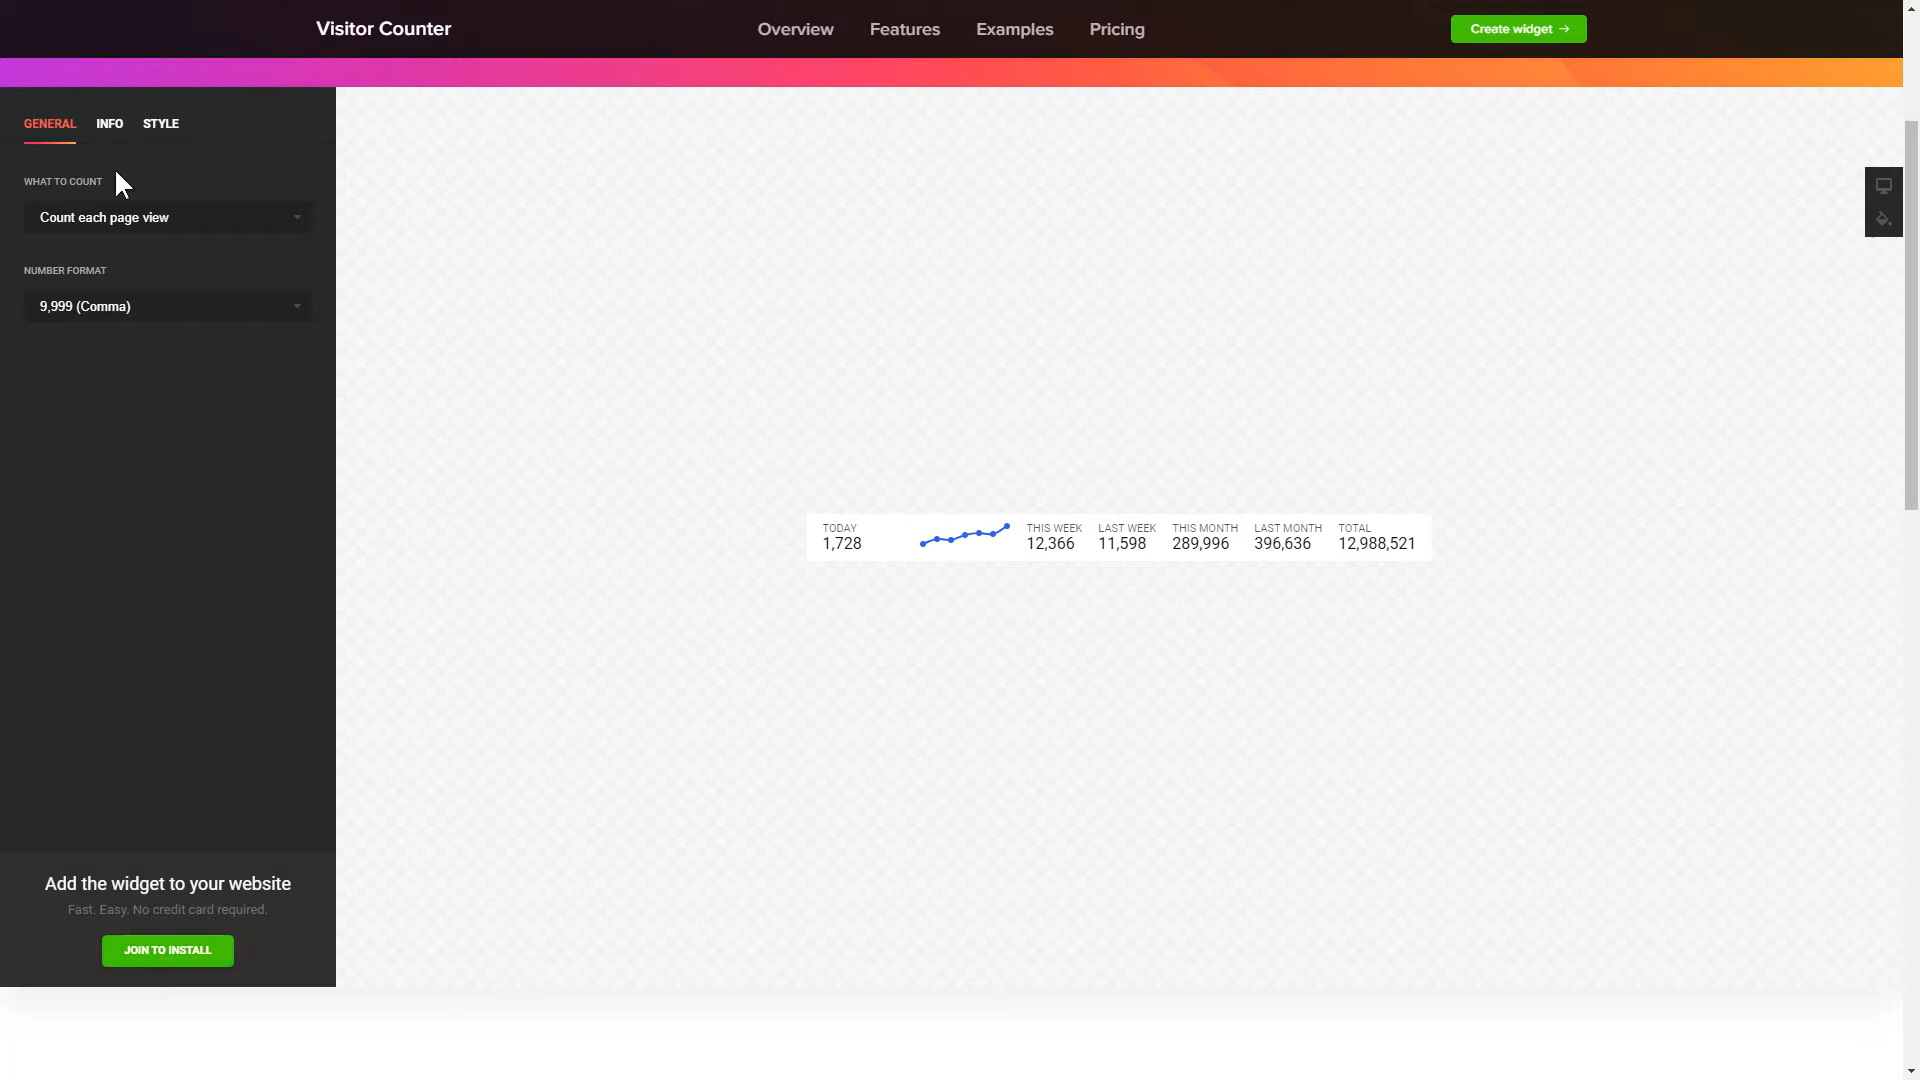 Visitor Counter
Overview Features Examples Pricing
Create widget →
GENERAL INFO STYLE
WHAT TO COUNT
Count each page view
NUMBER FORMAT
9,999 (Comma)
TODAY THIS WEEK LAST WEEK THIS MONTH LAST MONTH TOTAL
1,728 12,366 11,598 289,996 396,636 12,988,521
Add the widget to your website
Fast. Easy. No credit card required.
JOIN TO INSTALL